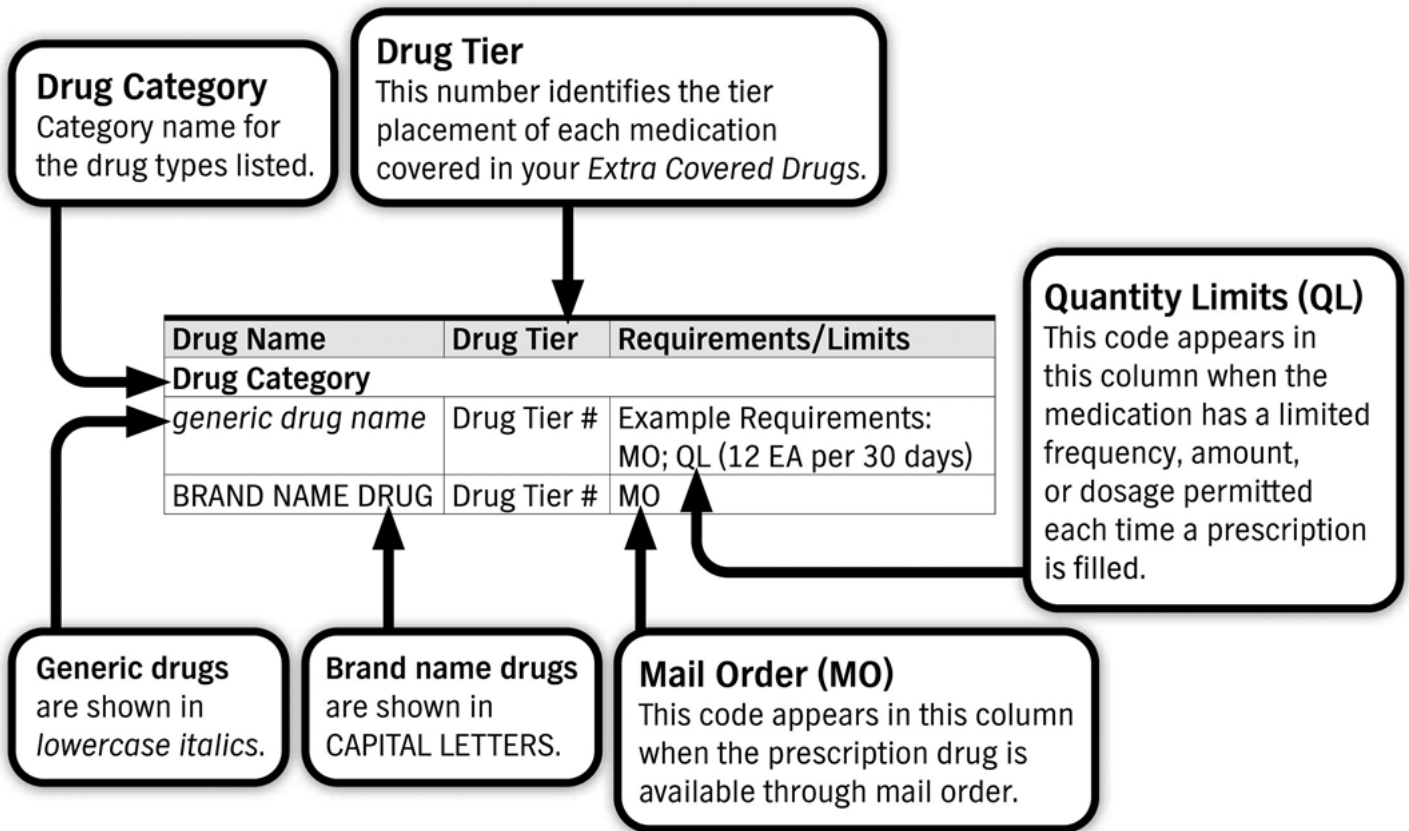 Drug Category
Category name for
the drug types listed.
Drug Tier
This number identifies the tier
placement of each medication
covered in your Extra Covered Drugs.
Drug Name Drug Tier Requirements/Limits
Drug Category
generic drug name Drug Tier # Example Requirements:
MO; QL (12 EA per 30 days)
BRAND NAME DRUG Drug Tier # MO
Quantity Limits (QL)
This code appears in
this column when the
medication has a limited
frequency, amount,
or dosage permitted
each time a prescription
is filled.
Generic drugs
are shown in
lowercase italics.
Brand name drugs
are shown in
CAPITAL LETTERS.
Mail Order (MO)
This code appears in this column
when the prescription drug is
available through mail order.